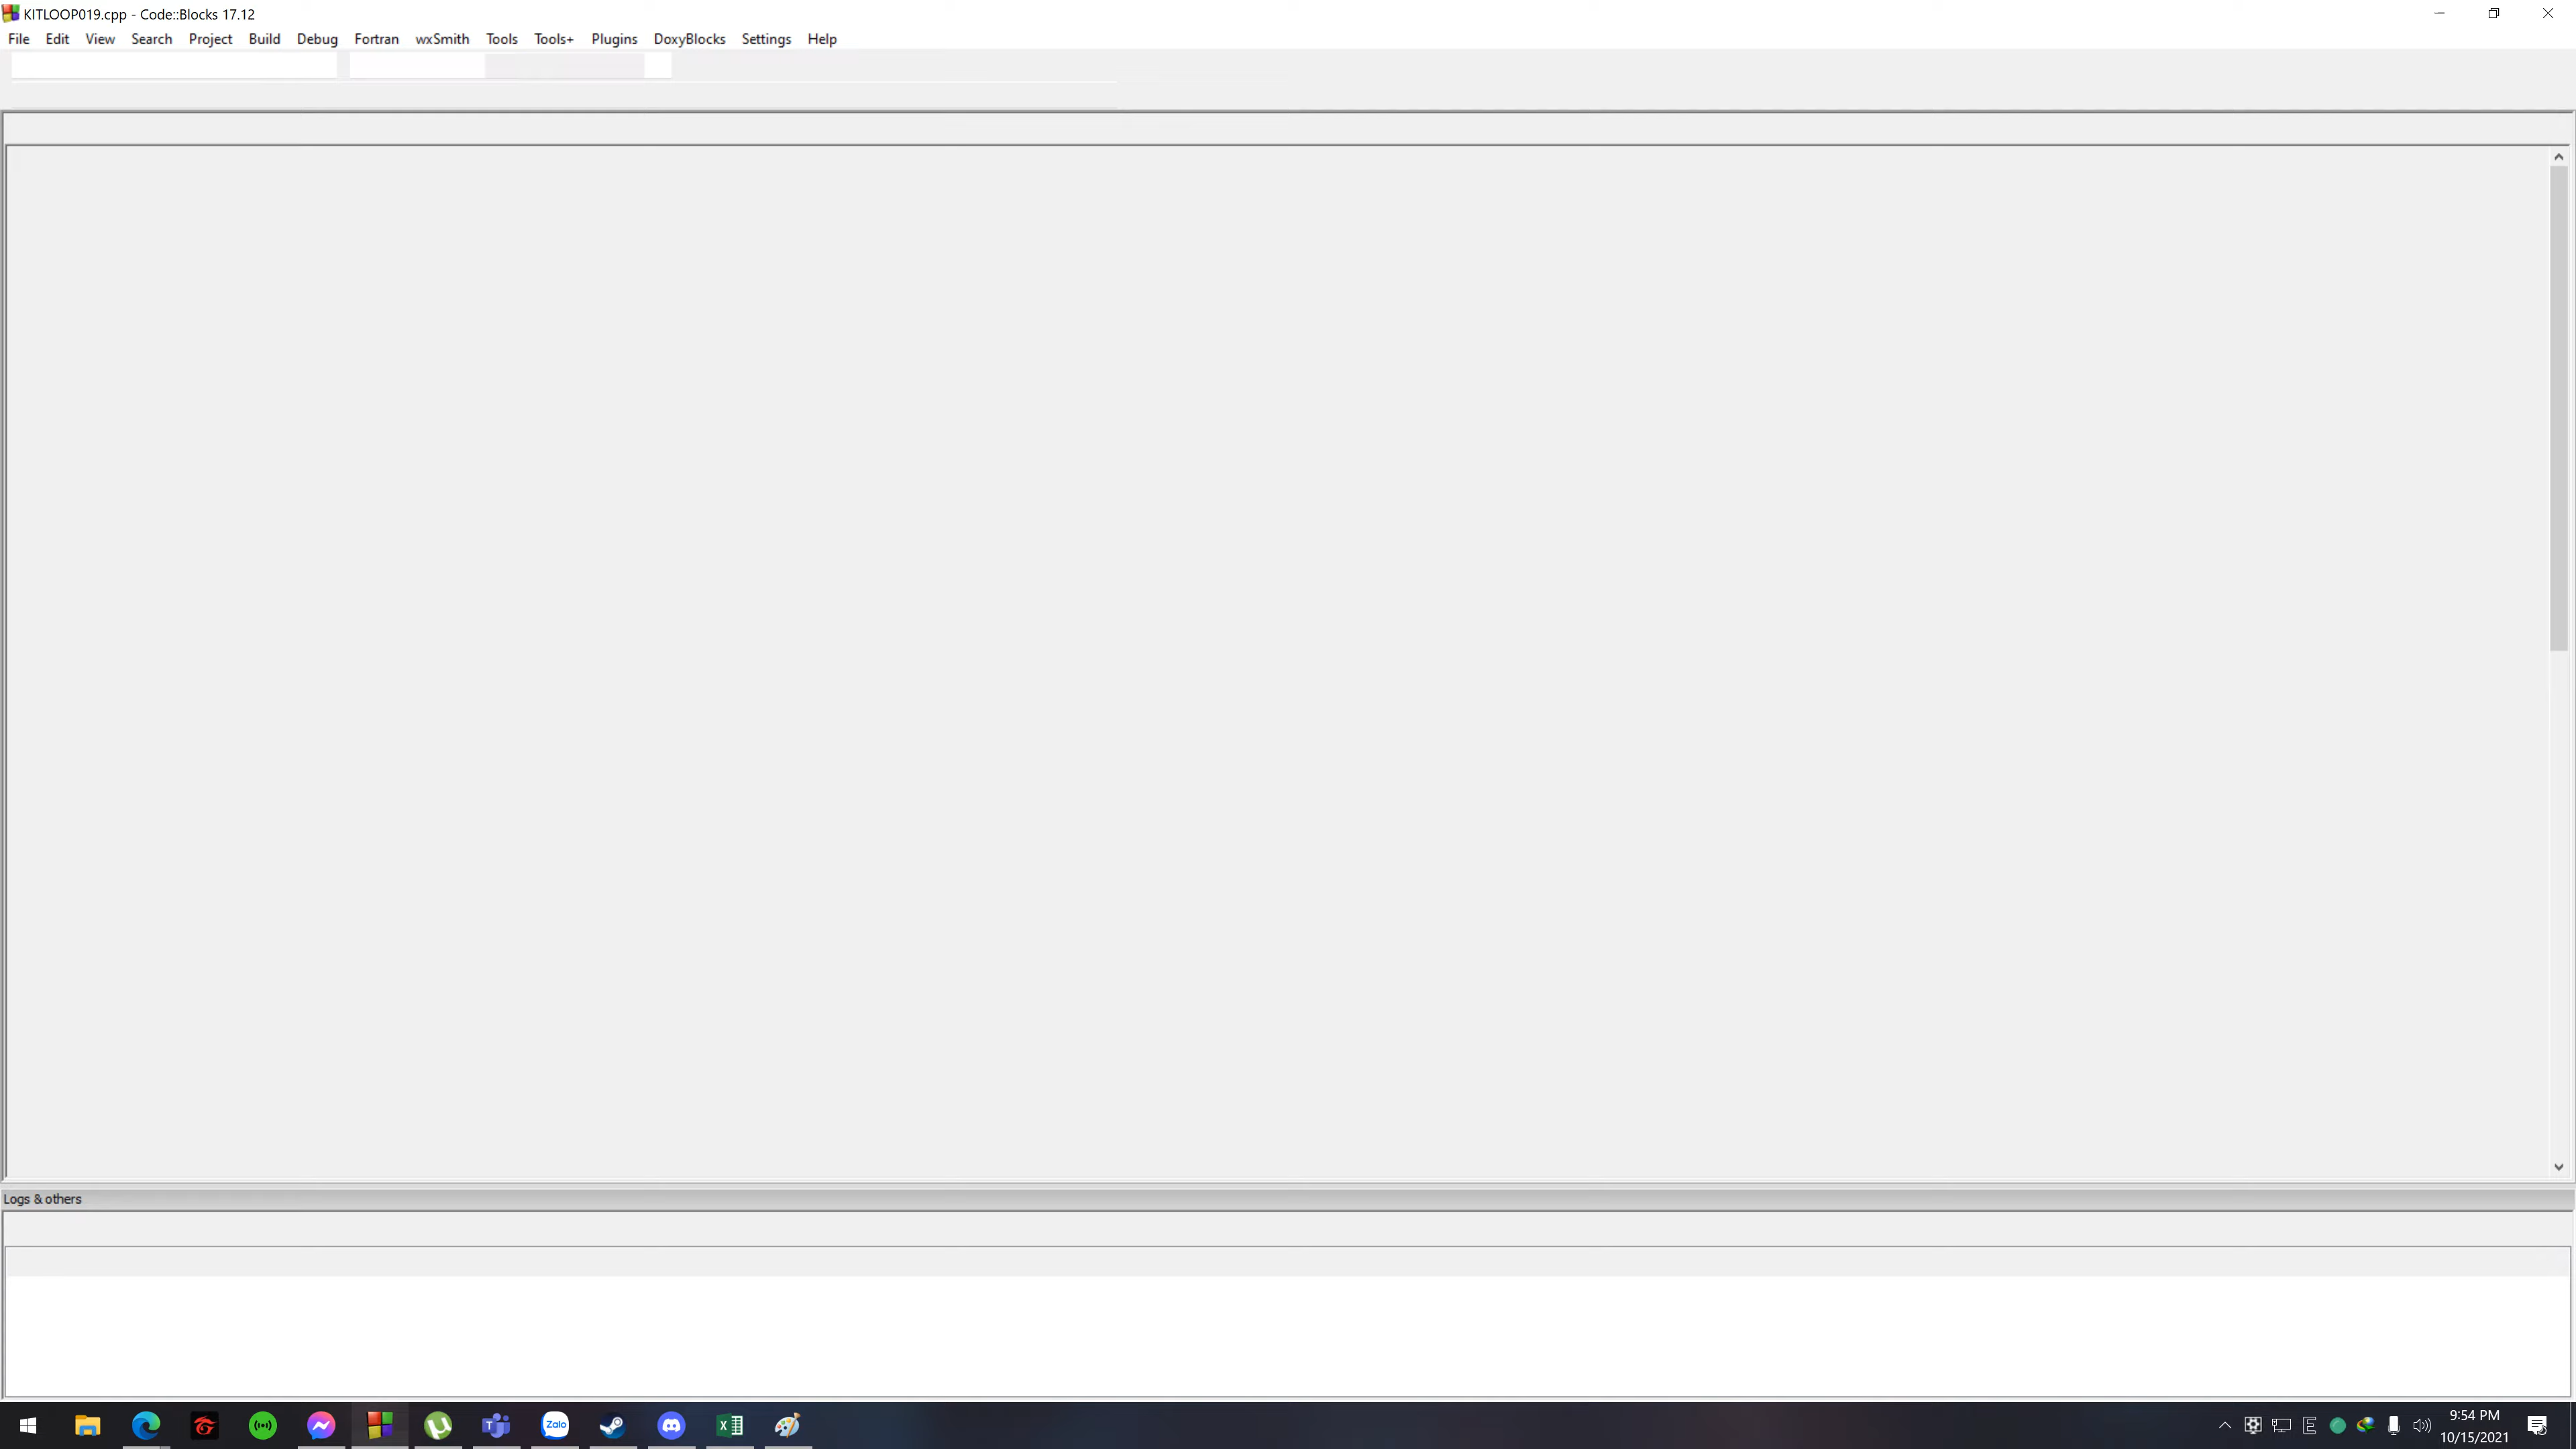 KITLOOP019.cpp - Code::Blocks 17.12
File Edit View Search Project Build Debug Fortran wxSmith Tools Tools+ Plugins DoxyBlocks Settings Help
Logs & others
Zalo
9:54 PM
10/15/2021